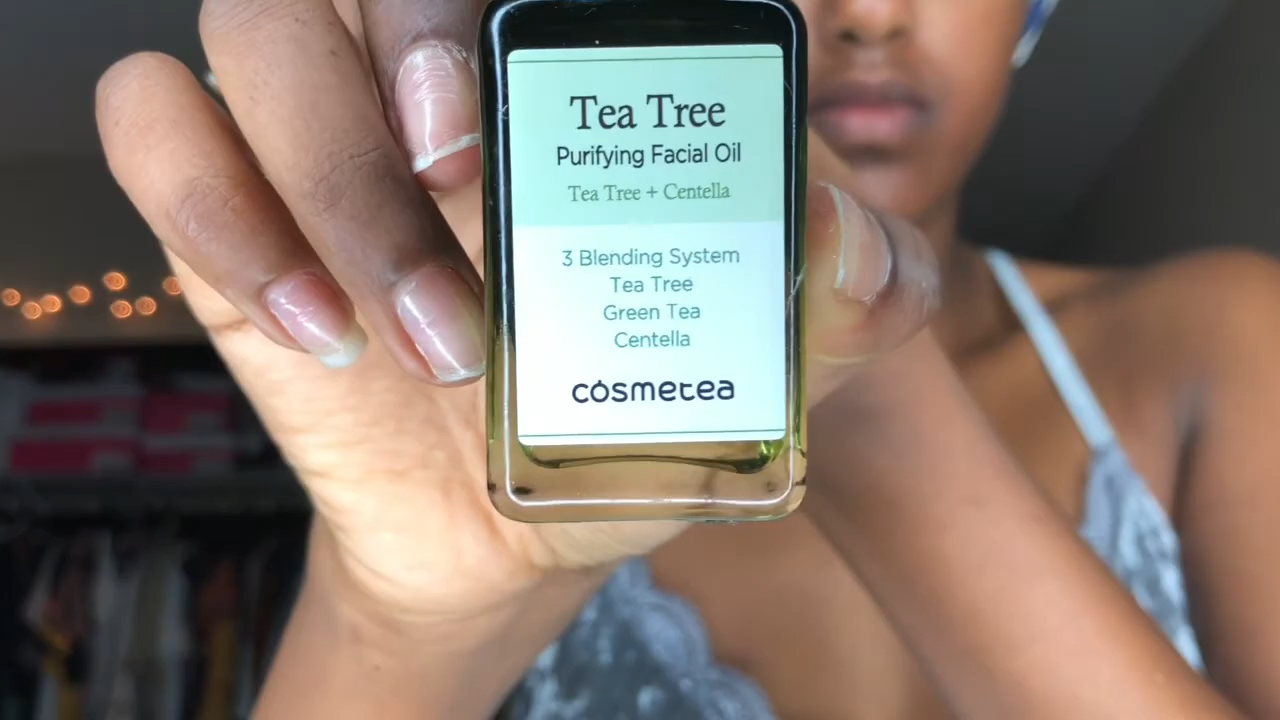 Tea Tree
Purifying Facial Oil
Tea Tree + Centella
3 Blending System
Tea Tree
Green Tea
Centella
cosmetea